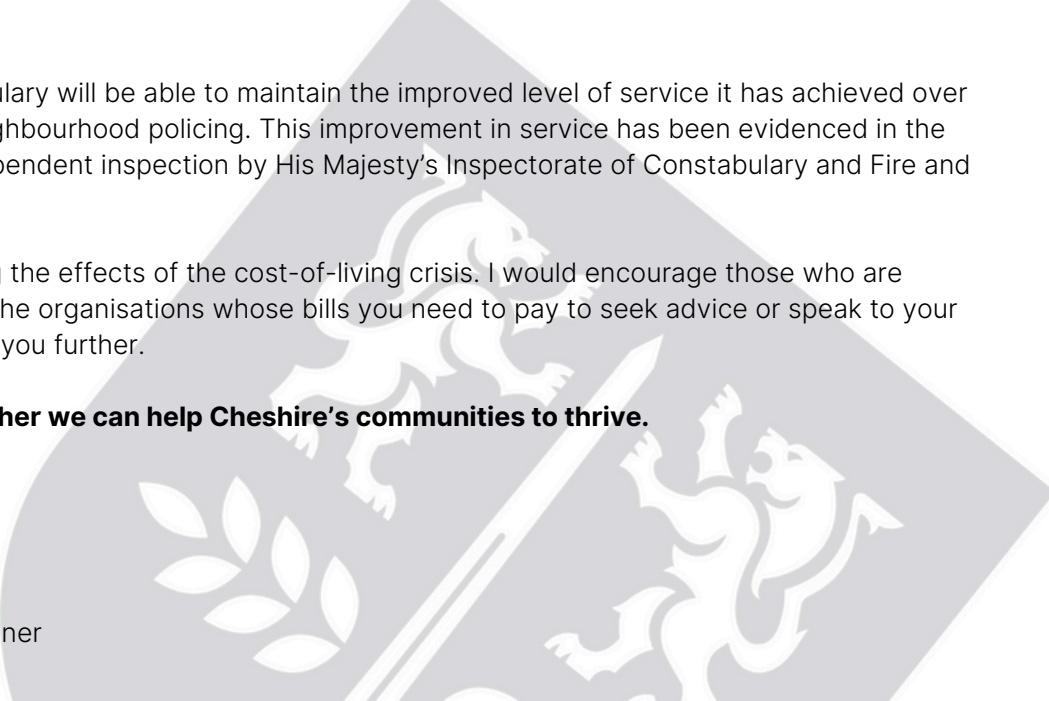 ulary will be able to maintain the improved level of service it has achieved over
ghbourhood policing. This improvement in service has been evidenced in the
pendent inspection by His Majesty’s Inspectorate of Constabulary and Fire and
g the effects of the cost-of-living crisis. I would encourage those who are
he organisations whose bills you need to pay to seek advice or speak to your
you further.
her we can help Cheshire’s communities to thrive.
ner